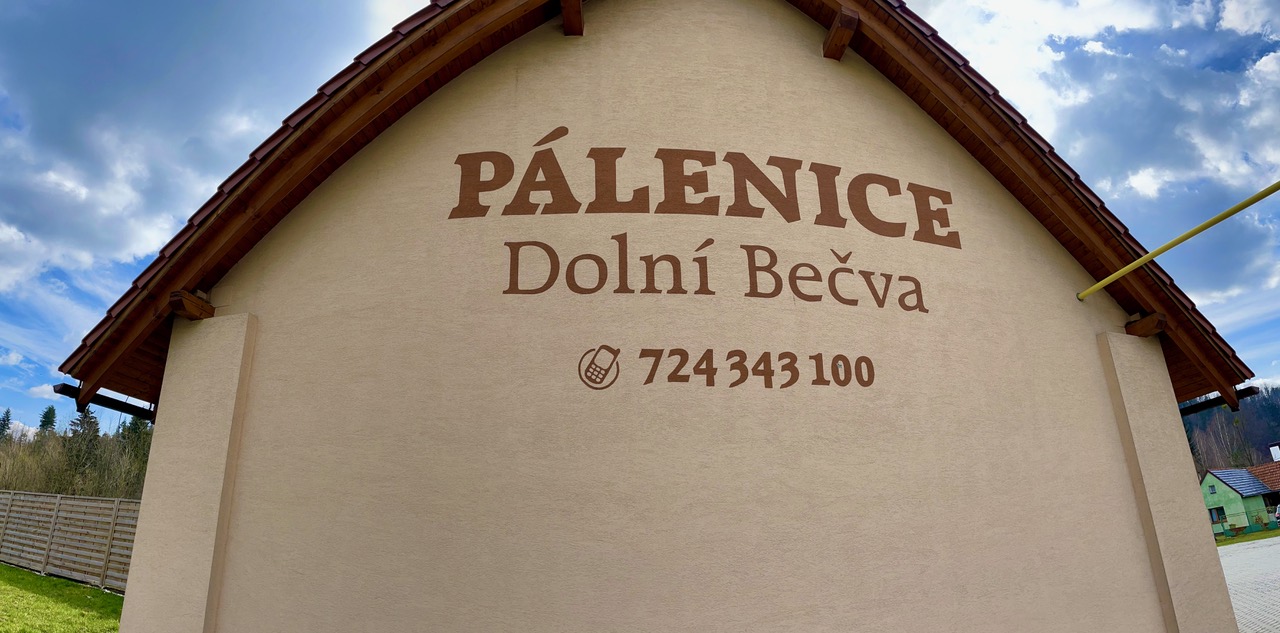 PÁLENICE
Dolní Bečva
724 343 100